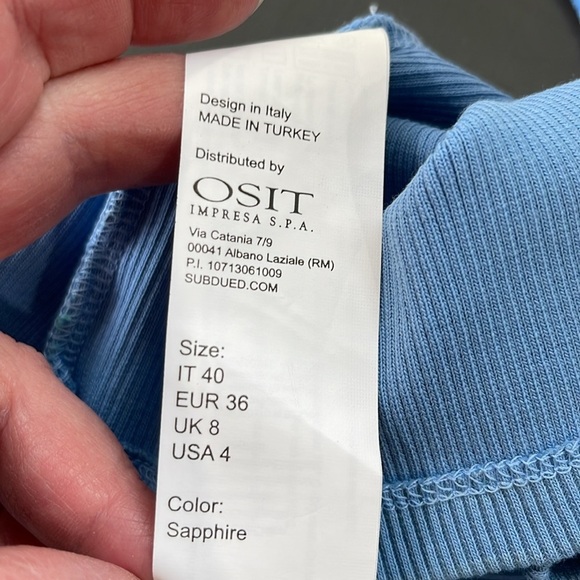 Design in Italy
MADE IN TURKEY
Distributed by
OSIT
IMPRESA S.P.A.
Via Catania 7/9
00041 Albano Laziale (RM)
P.I. 10713061009
SUBDUED.COM
Size:
IT 40
EUR 36
UK 8
USA 4
Color:
Sapphire